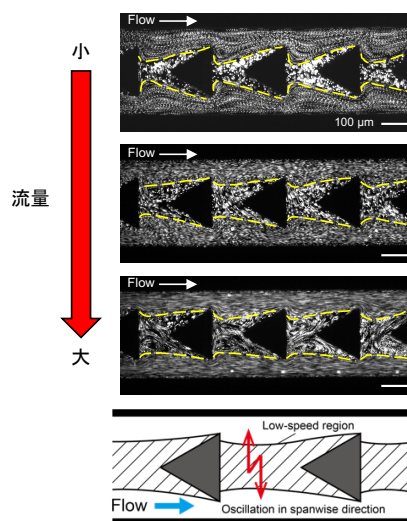 小
流量
大
Flow
100 µm
Flow
Flow
Low-speed region
Flow
Oscillation in spanwise direction